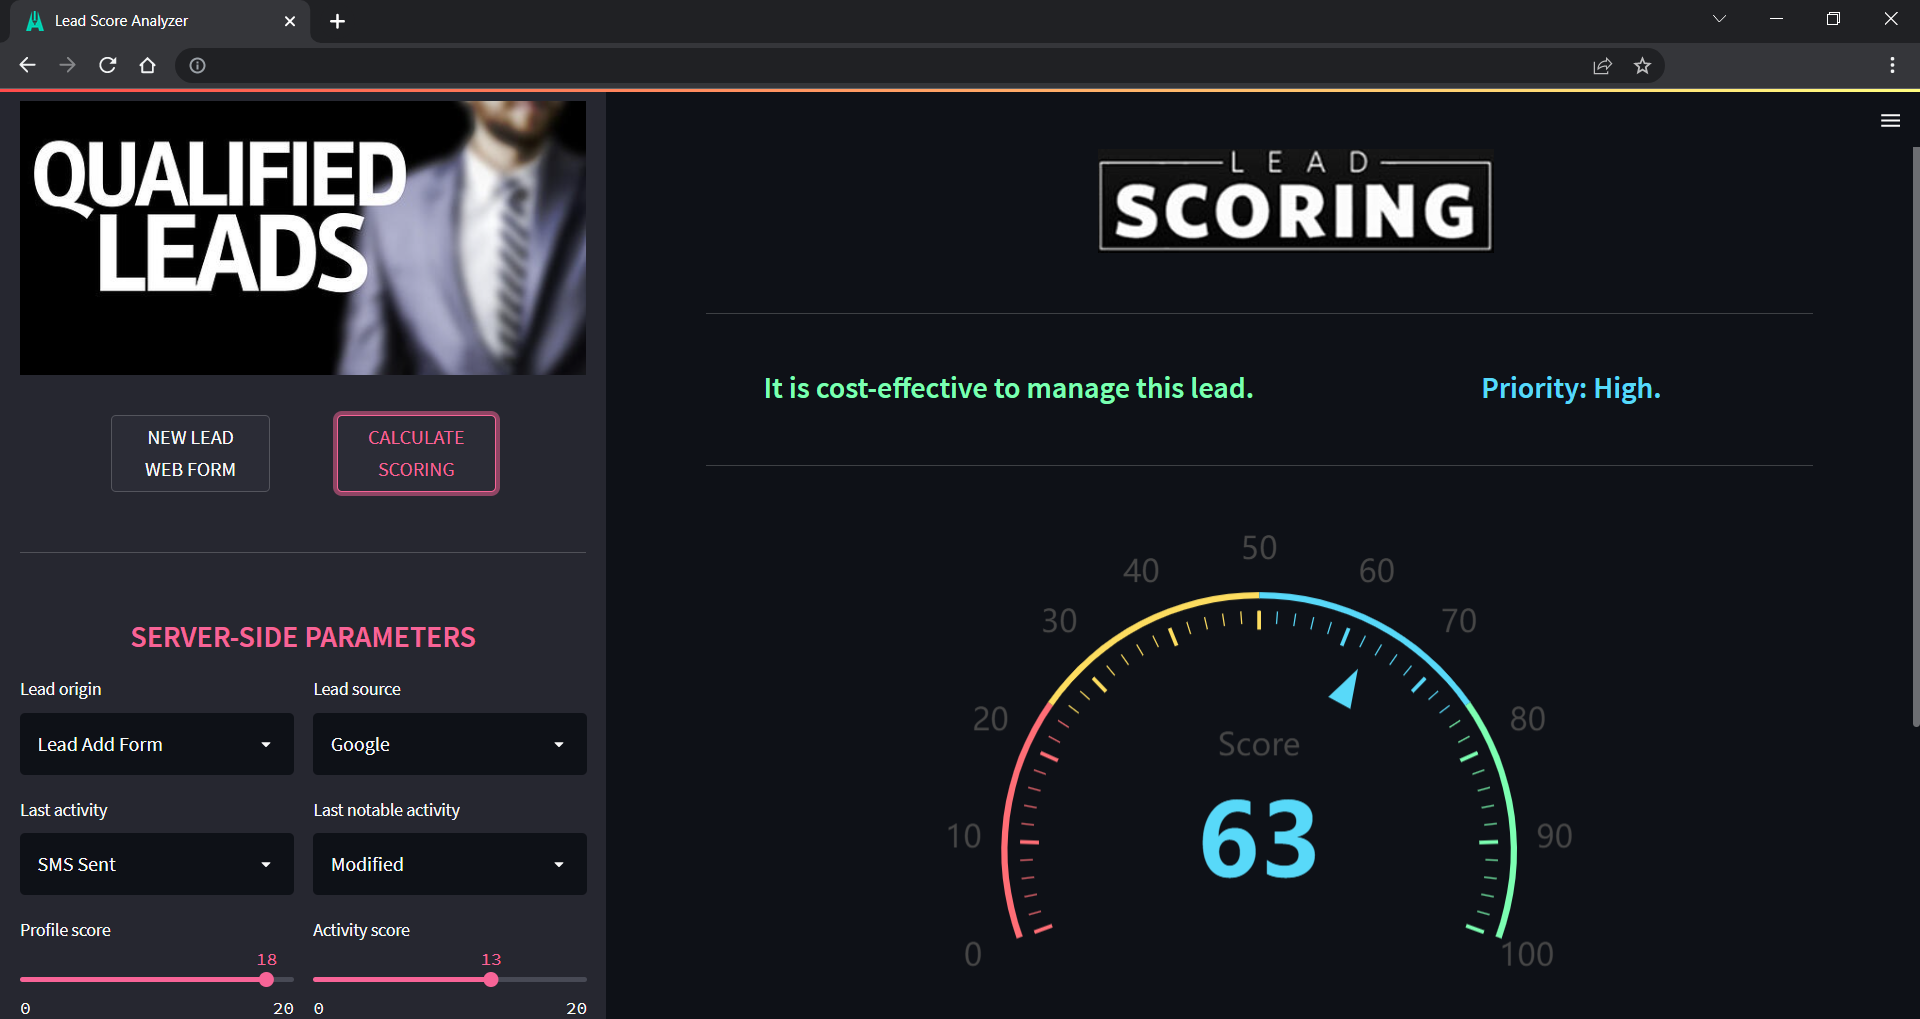 Lead Score Analyzer
QUALIFIED
LEADS
NEW LEAD
WEB FORM
CALCULATE
SCORING
SERVER-SIDE PARAMETERS
Lead origin
Lead source
Lead Add Form
Google
Last activity
Last notable activity
SMS Sent
Modified
Profile score
Activity score
18
13
0
20
0
20
LEAD
SCORING
It is cost-effective to manage this lead.
Priority: High.
0
10
20
30
40
50
60
70
80
90
100
Score
63